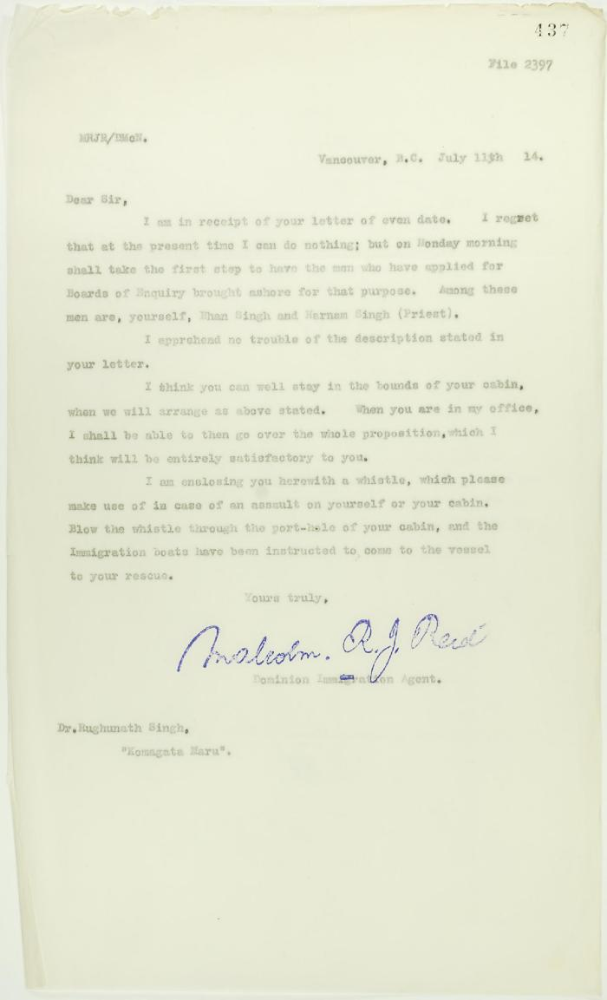 437
File 2397
MRJR/DMcN.
Vancouver, B.C. July 11th 14.
Dear Sir,
I am in receipt of your letter of even date. I regret
that at the present time I can do nothing; but on Monday morning
shall take the first step to have the men who have applied for
Boards of Enquiry brought ashore for that purpose. Among these
men are, yourself, Bhan Singh and Harnam Singh (Priest).
I apprehend no trouble of the description stated in
your letter.
I think you can well stay in the bounds of your cabin,
when we will arrange as above stated. When you are in my office,
I shall be able to then go over the whole proposition, which I
think will be entirely satisfactory to you.
I am enclosing you herewith a whistle, which please
make use of in case of an assault on yourself or your cabin.
Blow the whistle through the port-hole of your cabin, and the
Immigration boats have been instructed to come to the vessel
to your rescue.
Yours truly,
Malcolm. R. J. Reid
Dominion Immigration Agent.
Dr. Rughunath Singh,
"Komagata Maru".